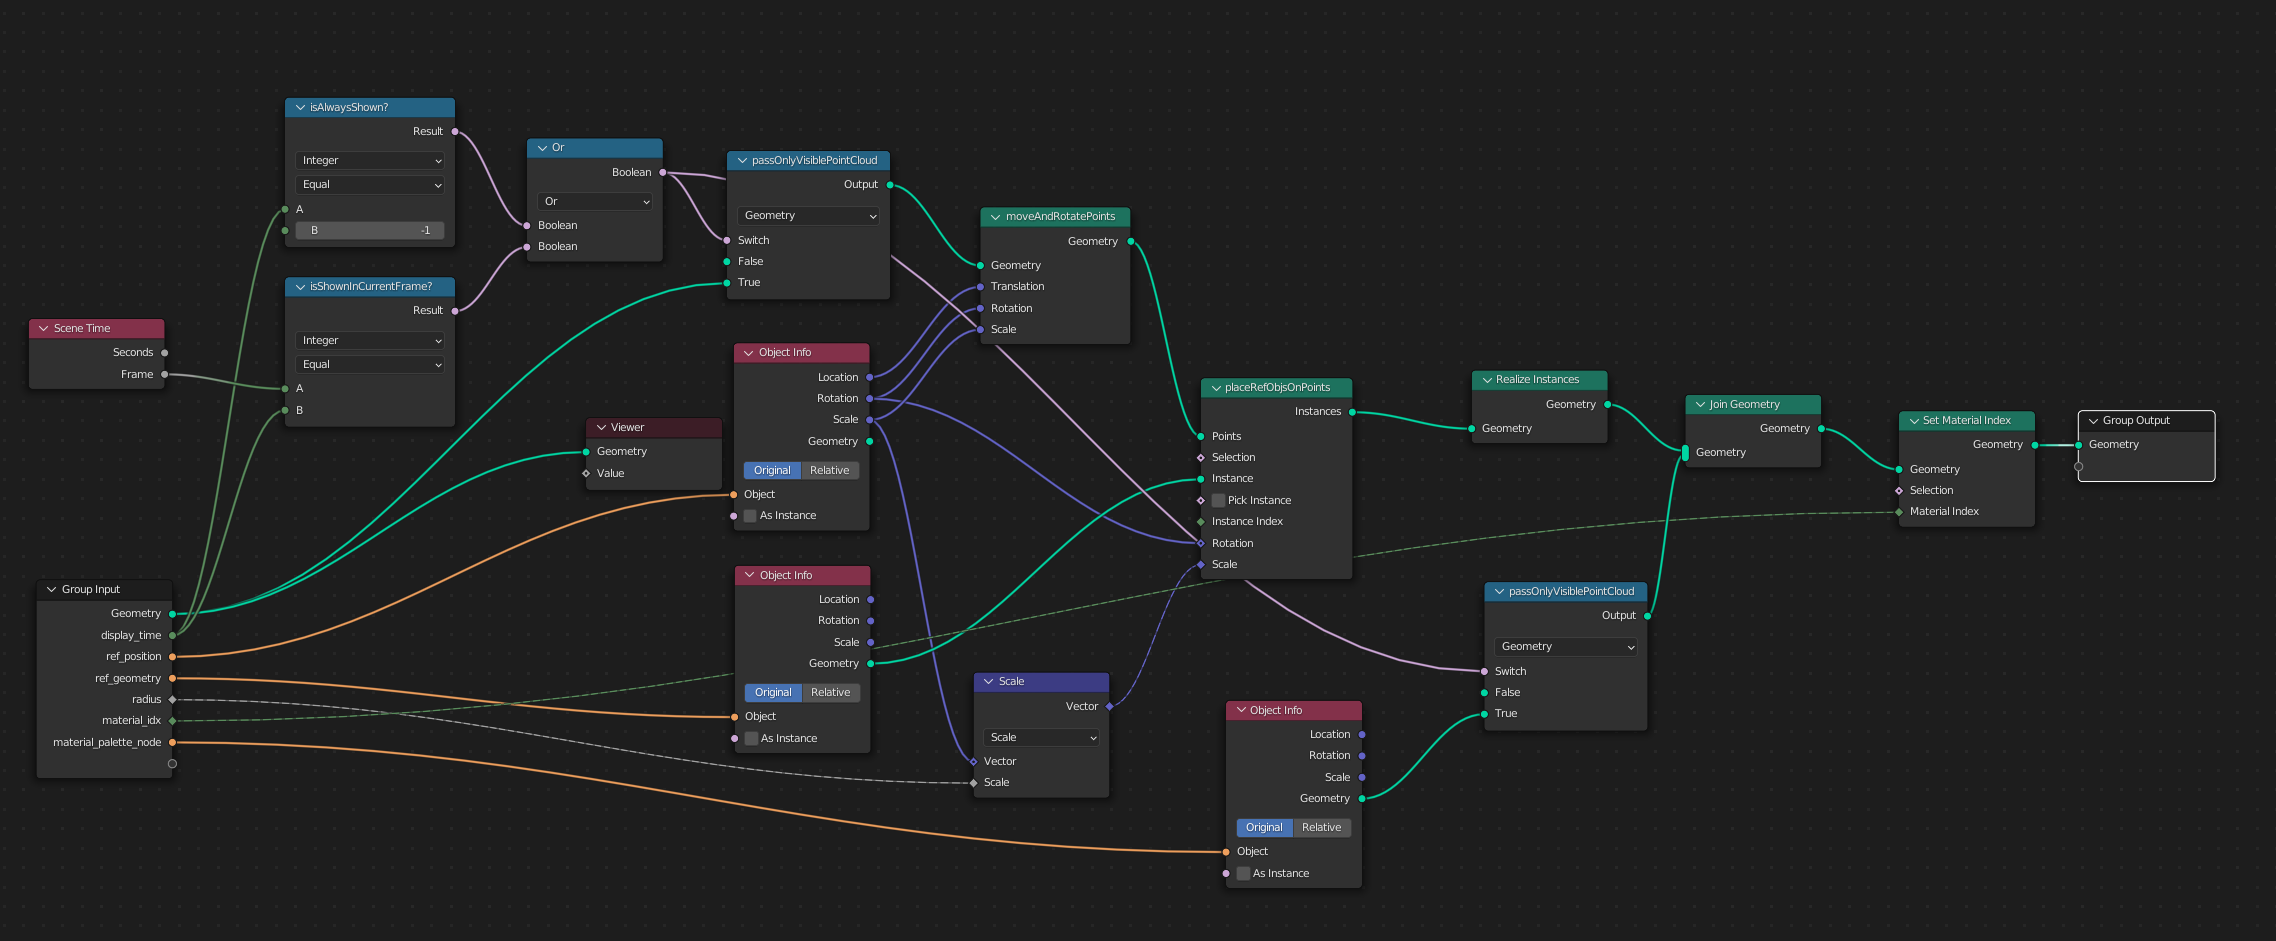 isAlwaysShown?
Result
Integer
Equal
A
B -1
isShownInCurrentFrame?
Result
Integer
Equal
A
B
Scene Time
Seconds
Frame
Group Input
Geometry
display_time
ref_position
ref_geometry
radius
material_idx
material_palette_node
Or
Boolean
Or
Boolean
Boolean
Viewer
Geometry
Value
passOnlyVisiblePointCloud
Output
Geometry
Switch
False
True
Object Info
Location
Rotation
Scale
Geometry
Original Relative
Object
As Instance
Object Info
Location
Rotation
Scale
Geometry
Original Relative
Object
As Instance
moveAndRotatePoints
Geometry
Geometry
Translation
Rotation
Scale
Scale
Vector
Scale
Vector
Scale
placeRefObjsOnPoints
Instances
Points
Selection
Instance
Pick Instance
Instance Index
Rotation
Scale
Object Info
Location
Rotation
Scale
Geometry
Original Relative
Object
As Instance
Realize Instances
Geometry
Geometry
passOnlyVisiblePointCloud
Output
Geometry
Switch
False
True
Join Geometry
Geometry
Geometry
Set Material Index
Geometry
Geometry
Selection
Material Index
Group Output
Geometry